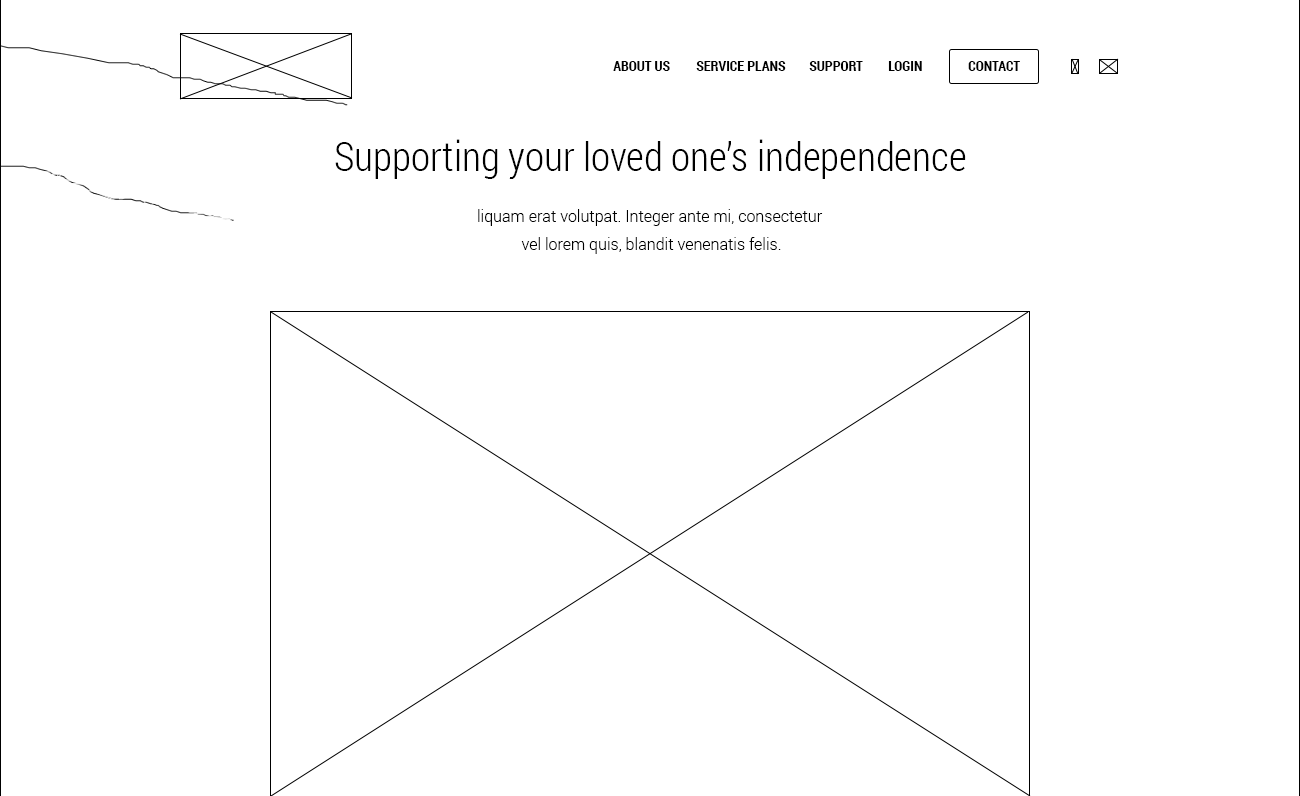 ABOUT US SERVICE PLANS SUPPORT LOGIN CONTACT
Supporting your loved one's independence
liquam erat volutpat. Integer ante mi, consectetur
vel lorem quis, blandit venenatis felis.